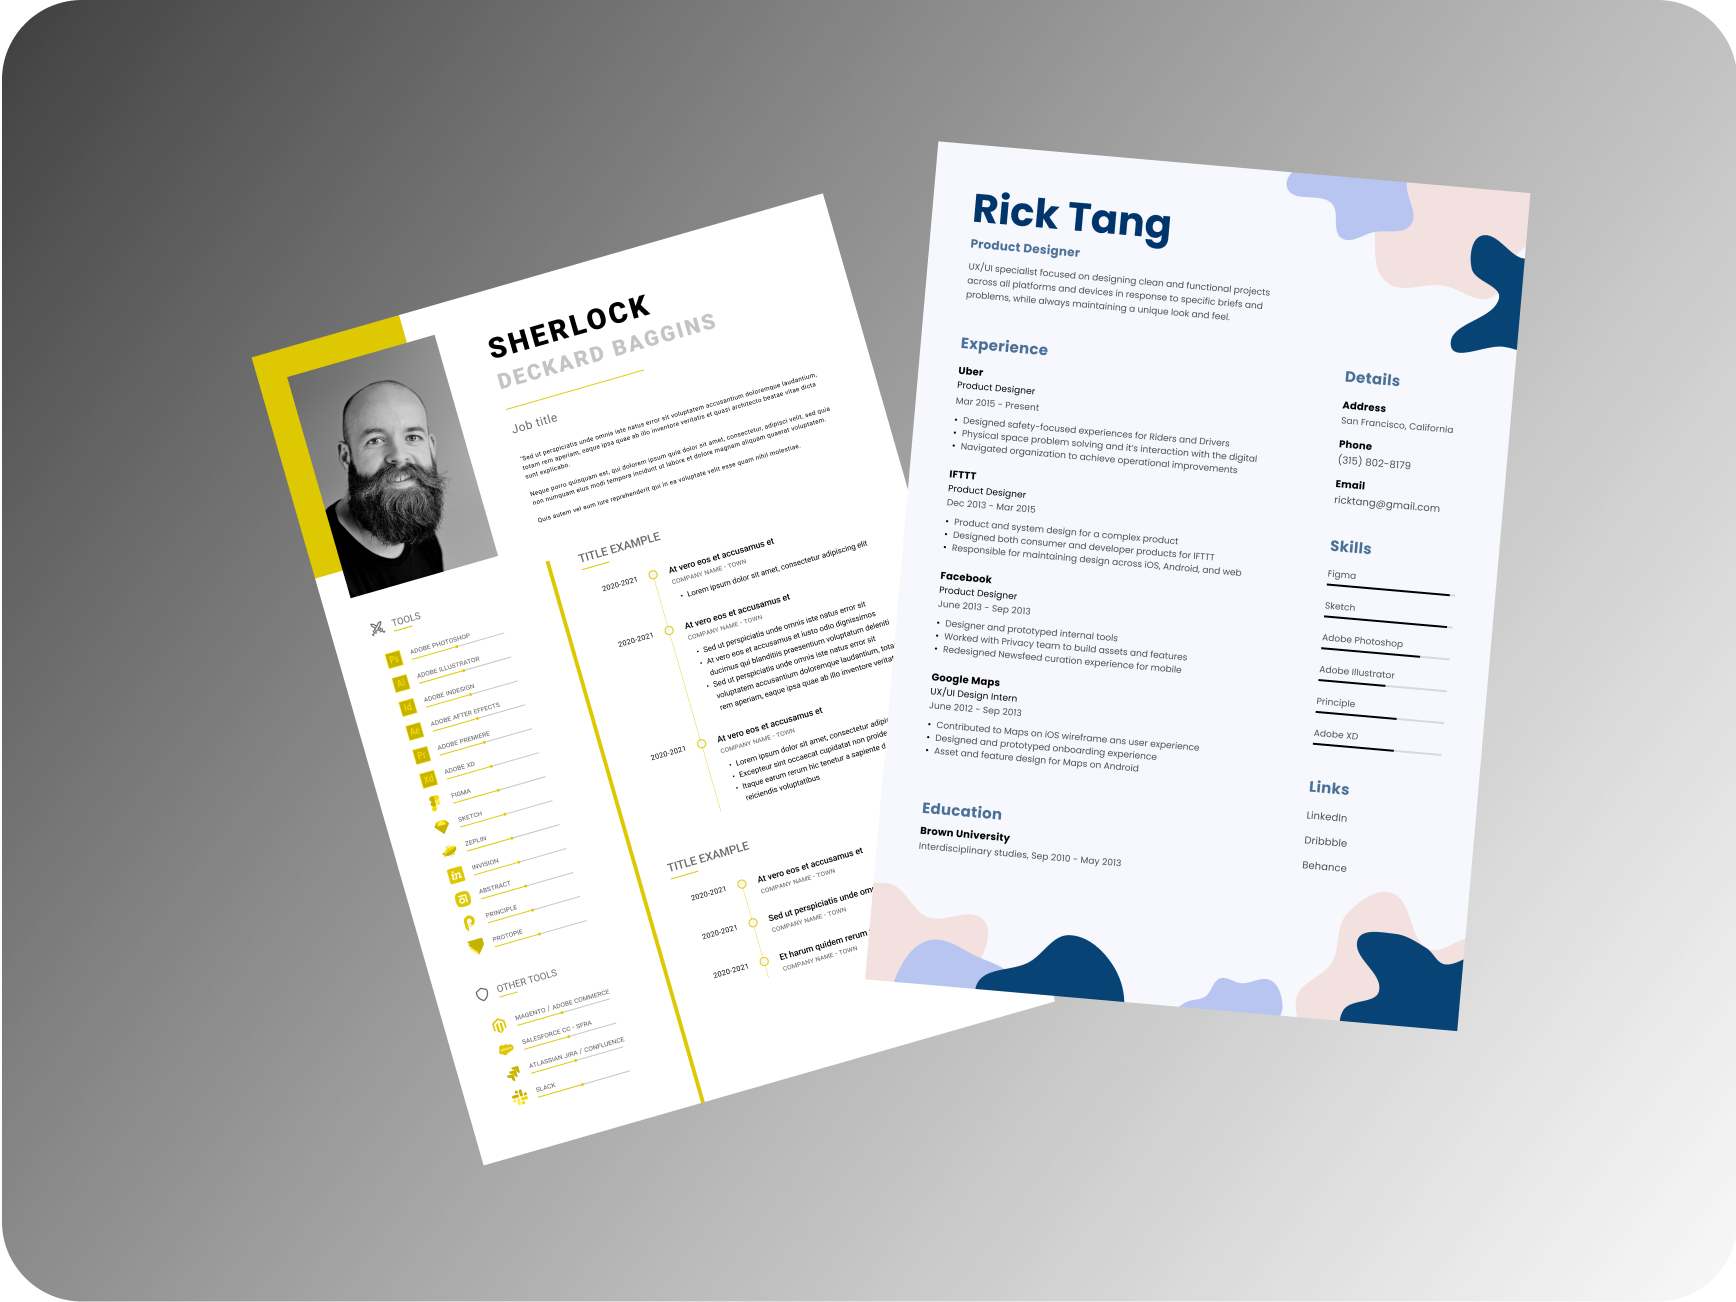 SHERLOCK
DECKARD BAGGINS
Job title
"Sed ut perspiciatis unde omnis iste natus error sit voluptatem accusantium doloremque laudantium,
totam rem aperiam, eaque ipsa quae ab illo inventore veritatis et quasi architecto beatae vitae dicta
sunt explicabo.
Neque porro quisquam est, qui dolorem ipsum quia dolor sit amet, consectetur, adipisci velit, sed quia
non numquam eius modi tempora incidunt ut labore et dolore magnam aliquam quaerat voluptatem.
Quis autem vel eum iure reprehenderit qui in ea voluptate velit esse quam nihil molestiae.
TOOLS
Ps ADOBE PHOTOSHOP
Ai ADOBE ILLUSTRATOR
Id ADOBE INDESIGN
Ae ADOBE AFTER EFFECTS
Pr ADOBE PREMIERE
Xd ADOBE XD
FIGMA
SKETCH
ZEPLIN
in INVISION
ABSTRACT
PRINCIPLE
PROTOPIE
OTHER TOOLS
MAGENTO / ADOBE COMMERCE
SALESFORCE CC - SFRA
ATLASSIAN JIRA / CONFLUENCE
SLACK
TITLE EXAMPLE
2020-2021
At vero eos et accusamus et
COMPANY NAME - TOWN
• Lorem ipsum dolor sit amet, consectetur adipiscing elit
2020-2021
At vero eos et accusamus et
COMPANY NAME - TOWN
• Sed ut perspiciatis unde omnis iste natus error sit
• At vero eos et accusamus et iusto odio dignissimos
ducimus qui blanditiis praesentium voluptatum deleniti
• Sed ut perspiciatis unde omnis iste natus error sit
voluptatem accusantium doloremque laudantium, tota
rem aperiam, eaque ipsa quae ab illo inventore verita
2020-2021
At vero eos et accusamus et
COMPANY NAME - TOWN
• Lorem ipsum dolor sit amet, consectetur adipi
• Excepteur sint occaecat cupidatat non proide
• Itaque earum rerum hic tenetur a sapiente d
reiciendis voluptatibus
TITLE EXAMPLE
2020-2021
At vero eos et accusamus et
COMPANY NAME - TOWN
2020-2021
Sed ut perspiciatis unde om
COMPANY NAME - TOWN
2020-2021
Et harum quidem rerum
COMPANY NAME - TOWN
Rick Tang
Product Designer
UX/UI specialist focused on designing clean and functional projects
across all platforms and devices in response to specific briefs and
problems, while always maintaining a unique look and feel.
Experience
Uber
Product Designer
Mar 2015 - Present
• Designed safety-focused experiences for Riders and Drivers
• Physical space problem solving and it's interaction with the digital
• Navigated organization to achieve operational improvements
IFTTT
Product Designer
Dec 2013 - Mar 2015
• Product and system design for a complex product
• Designed both consumer and developer products for IFTTT
• Responsible for maintaining design across iOS, Android, and web
Facebook
Product Designer
June 2013 - Sep 2013
• Designer and prototyped internal tools
• Worked with Privacy team to build assets and features
• Redesigned Newsfeed curation experience for mobile
Google Maps
UX/UI Design Intern
June 2012 - Sep 2013
• Contributed to Maps on iOS wireframe ans user experience
• Designed and prototyped onboarding experience
• Asset and feature design for Maps on Android
Education
Brown University
Interdisciplinary studies, Sep 2010 - May 2013
Details
Address
San Francisco, California
Phone
(315) 802-8179
Email
ricktang@gmail.com
Skills
Figma
Sketch
Adobe Photoshop
Adobe Illustrator
Principle
Adobe XD
Links
LinkedIn
Dribbble
Behance